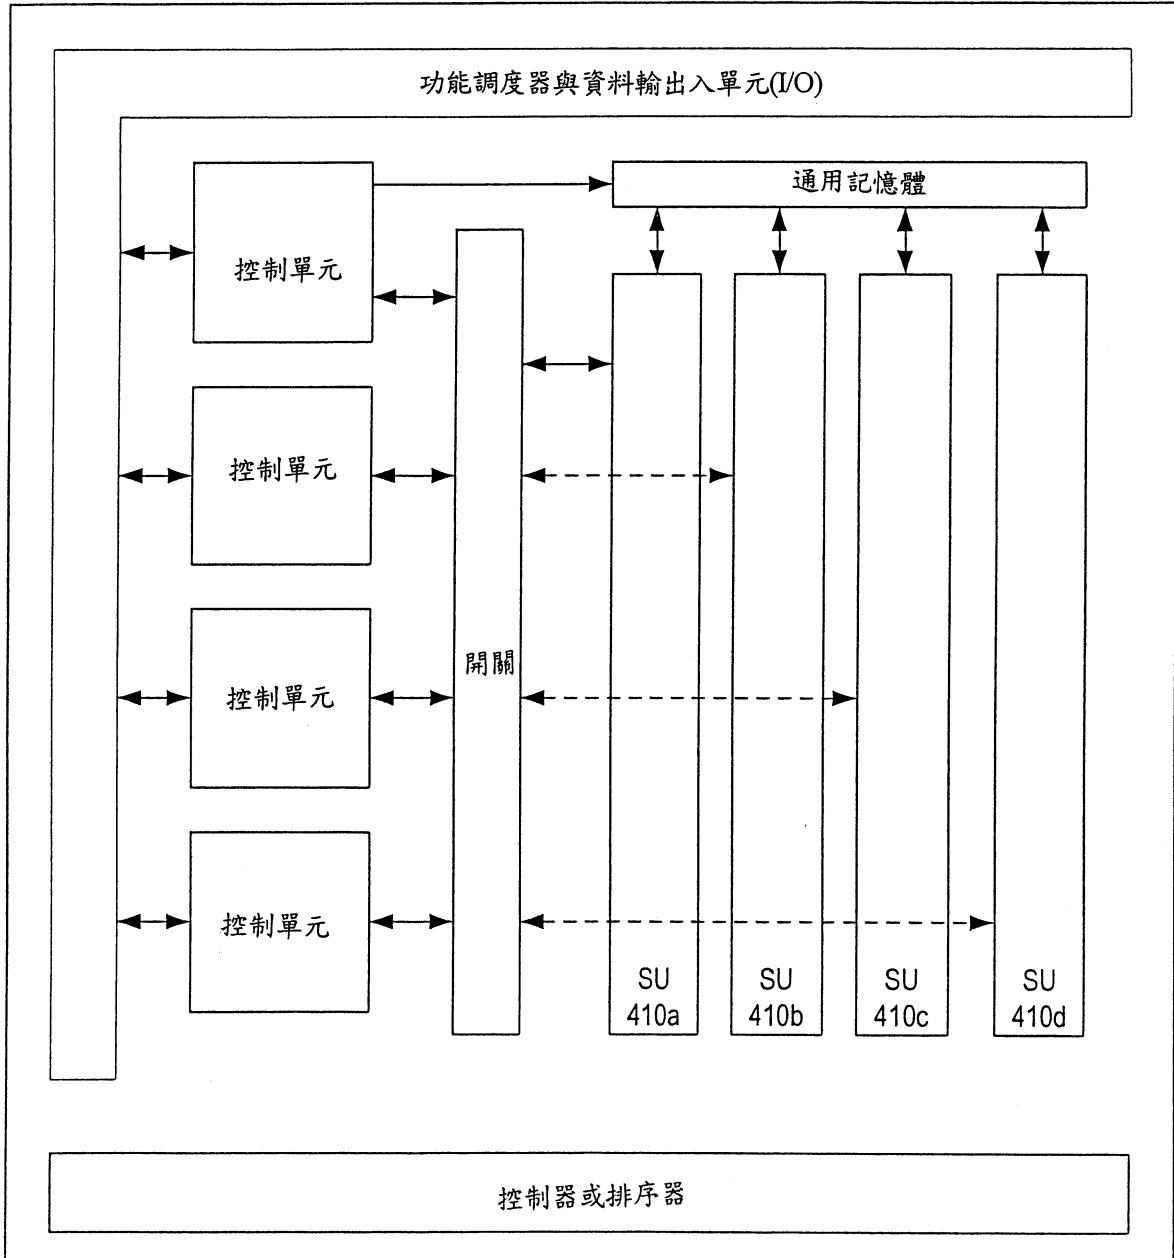 功能調度器與資料輸出入單元(I/O)
通用記憶體
控制單元
控制單元
控制單元
控制單元
開關
SU
410a
SU
410b
SU
410c
SU
410d
控制器或排序器